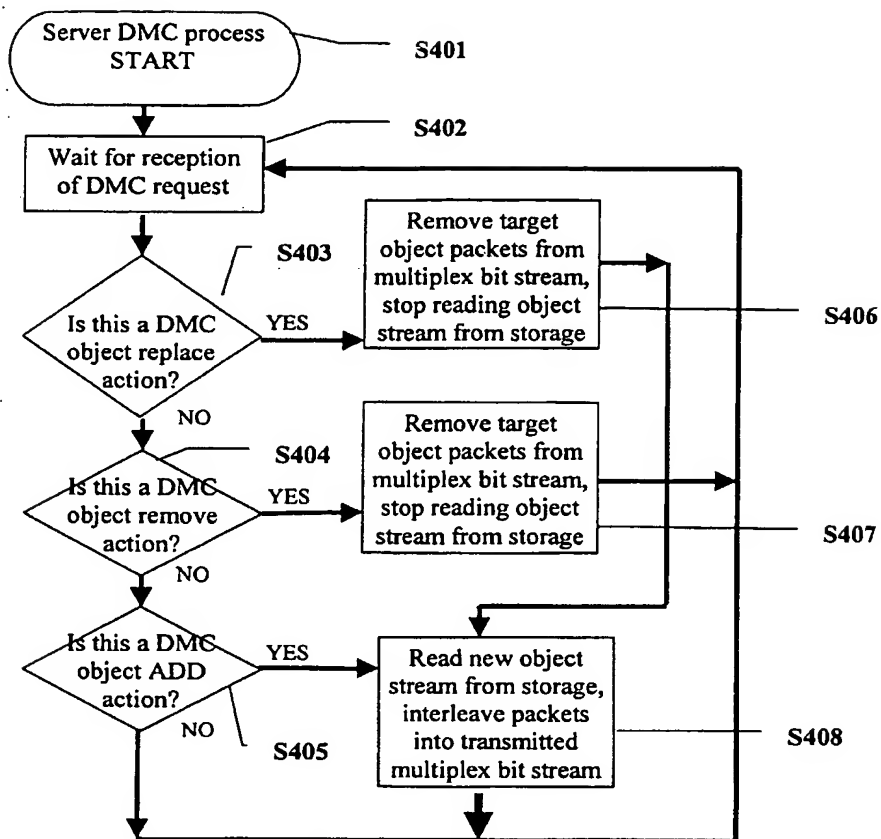 Server DMC process
START
S401
S402
Wait for reception
of DMC request
S403
Is this a DMC
object replace
action?
YES
NO
Remove target
object packets from
multiplex bit stream,
stop reading object
stream from storage
S406
S404
Is this a DMC
object remove
action?
YES
NO
Remove target
object packets from
multiplex bit stream,
stop reading object
stream from storage
S407
Is this a DMC
object ADD
action?
YES
NO
S405
Read new object
stream from storage,
interleave packets
into transmitted
multiplex bit stream
S408